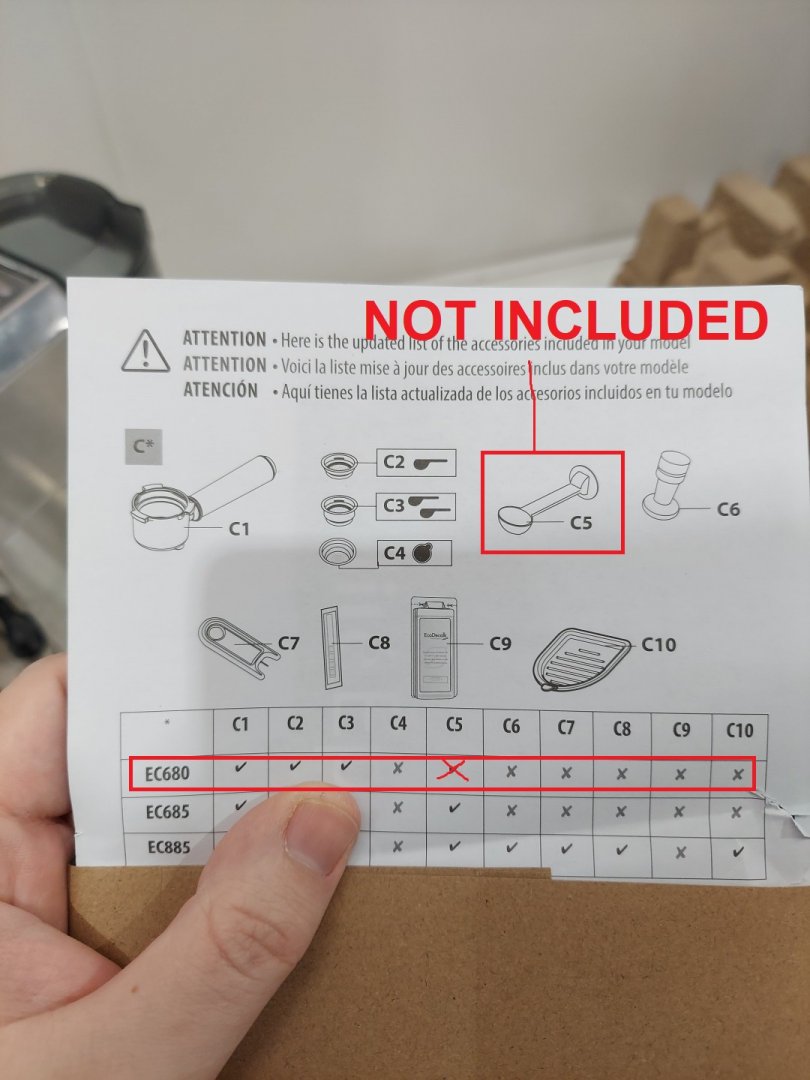 NOT INCLUDED
ATTENTION • Here is the updated list of the accessories included in your model
ATTENTION • Voici la liste mise à jour des accessoires inclus dans votre modèle
ATENCIÓN • Aquí tienes la lista actualizada de los accesorios incluidos en tu modelo
C*
C1
C2
C3
C4
C5
C6
C7
C8
EcoDecalk
C9
C10
* C1 C2 C3 C4 C5 C6 C7 C8 C9 C10
EC680 ✔ ✔ ✔ ✘ ✘ ✘ ✘ ✘ ✘ ✘
EC685 ✔ ✘ ✔ ✘ ✘ ✘ ✘ ✘
EC885 ✘ ✔ ✔ ✔ ✔ ✘ ✔